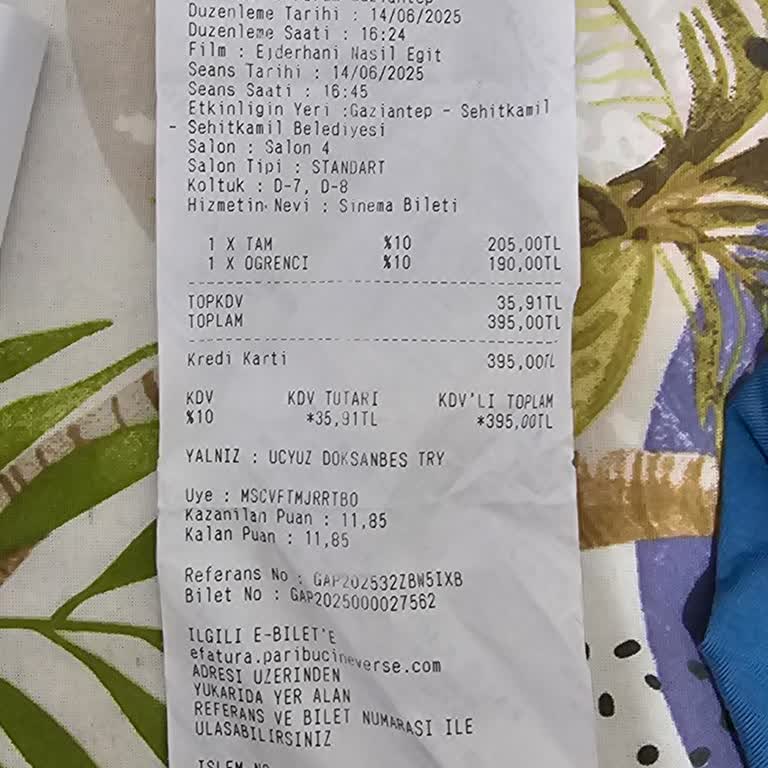 Duzenleme Tarihi : 14/06/2025
Duzenleme Saati : 16:24
Film : Ejderhani Nasil Egit
Seans Tarihi : 14/06/2025
Seans Saati : 16:45
Etkinligin Yeri :Gaziantep - Sehitkamil
- Sehitkamil Belediyesi
Salon : Salon 4
Salon Tipi : STANDART
Koltuk : D-7, D-8
Hizmetin Nevi : Sinema Bileti
1 X TAM %10 205,00TL
1 X OGRENCI %10 190,00TL
TOPKDV 35,91TL
TOPLAM 395,00TL
Kredi Karti 395,00TL
KDV KDV TUTARI KDV'LI TOPLAM
%10 *35,91TL *395,00TL
YALNIZ : UCYUZ DOKSANBES TRY
Uye : MSCVFTMJRRTBO
Kazanilan Puan : 11,85
Kalan Puan : 11,85
Referans No : GAP202532ZBW5IXB
Bilet No : GAP2025000027562
ILGILI E-BILET'E
efatura.paribucineverse.com
ADRESI UZERINDEN
YUKARIDA YER ALAN
REFERANS VE BILET NUMARASI ILE
ULASABILIRSINIZ